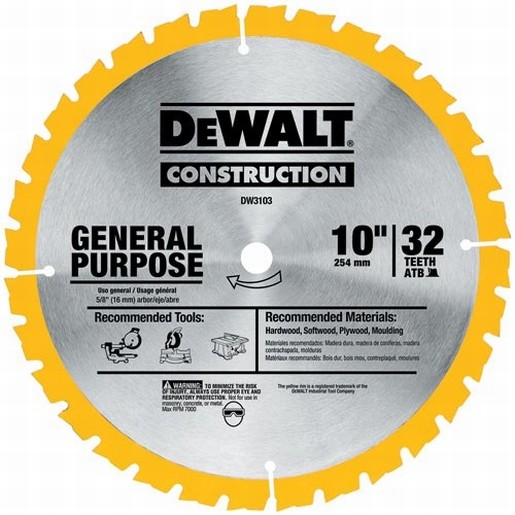 DEWALT®
CONSTRUCTION
DW3103
GENERAL
PURPOSE
Uso general / Usage général
5/8" (16 mm) arbor/eje/abre
10"
254 mm
32
TEETH
ATB
Recommended Tools:
Recommended Materials:
Hardwood, Softwood, Plywood, Moulding
Materiales recomendados: Madera dura, madera de coníferas, madera
contrachapada, molduras
Matériaux recommandés: Bois dur, bois mos, contreplaqué, moulures
WARNING: TO MINIMIZE THE RISK
OF INJURY, ALWAYS USE PROPER EYE AND
RESPIRATORY PROTECTION. Not for use in
masonry, concrete, or metal.
Max RPM 7000
The yellow rim is a registered trademark of the
DEWALT Industrial Tool Company